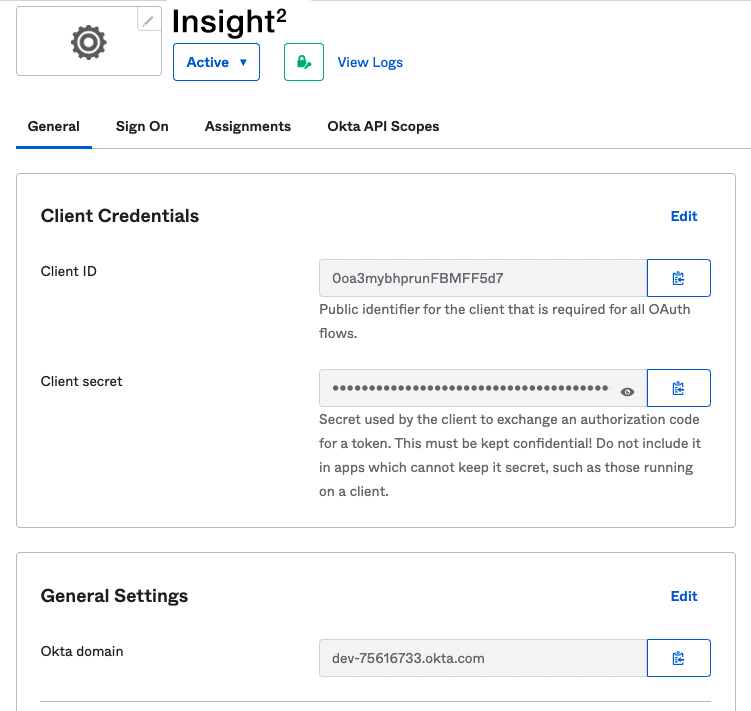 Insight²
Active ▼
View Logs
General Sign On Assignments Okta API Scopes
Client Credentials Edit
Client ID 0oa3mybhprunFBMFF5d7
Public identifier for the client that is required for all OAuth
flows.
Client secret ••••••••••••••••••••••••••••••••••••••••
Secret used by the client to exchange an authorization code
for a token. This must be kept confidential! Do not include it
in apps which cannot keep it secret, such as those running
on a client.
General Settings Edit
Okta domain dev-75616733.okta.com